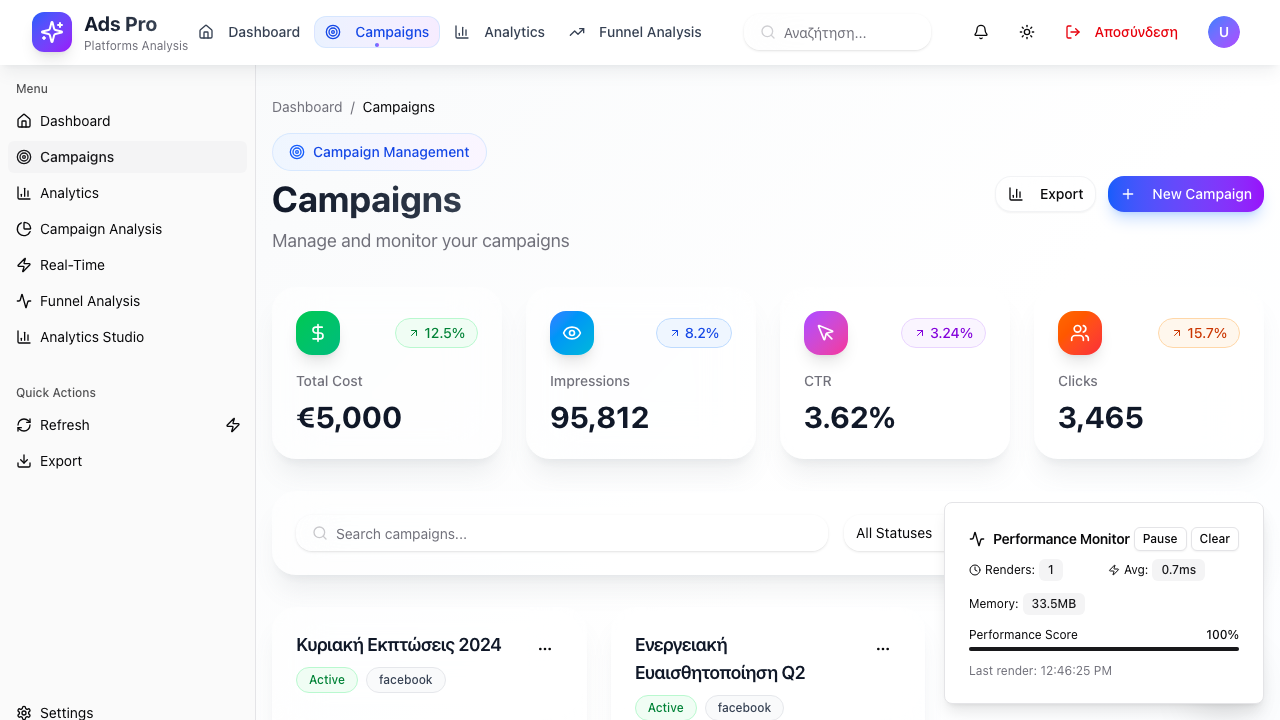 Ads Pro
Platforms Analysis
Dashboard
Campaigns
Analytics
Funnel Analysis
Αναζήτηση...
Αποσύνδεση
U
Menu
Dashboard
Campaigns
Analytics
Campaign Analysis
Real-Time
Funnel Analysis
Analytics Studio
Quick Actions
Refresh
Export
Settings
Dashboard / Campaigns
Campaign Management
Campaigns
Manage and monitor your campaigns
Export
New Campaign
12.5%
Total Cost
€5,000
8.2%
Impressions
95,812
3.24%
CTR
3.62%
15.7%
Clicks
3,465
Search campaigns...
All Statuses
Κυριακή Εκπτώσεις 2024
...
Active
facebook
Ενεργειακή
Ευαισθητοποίηση Q2
...
Active
facebook
Performance Monitor
Pause
Clear
Renders: 1
Avg: 0.7ms
Memory: 33.5MB
Performance Score 100%
Last render: 12:46:25 PM